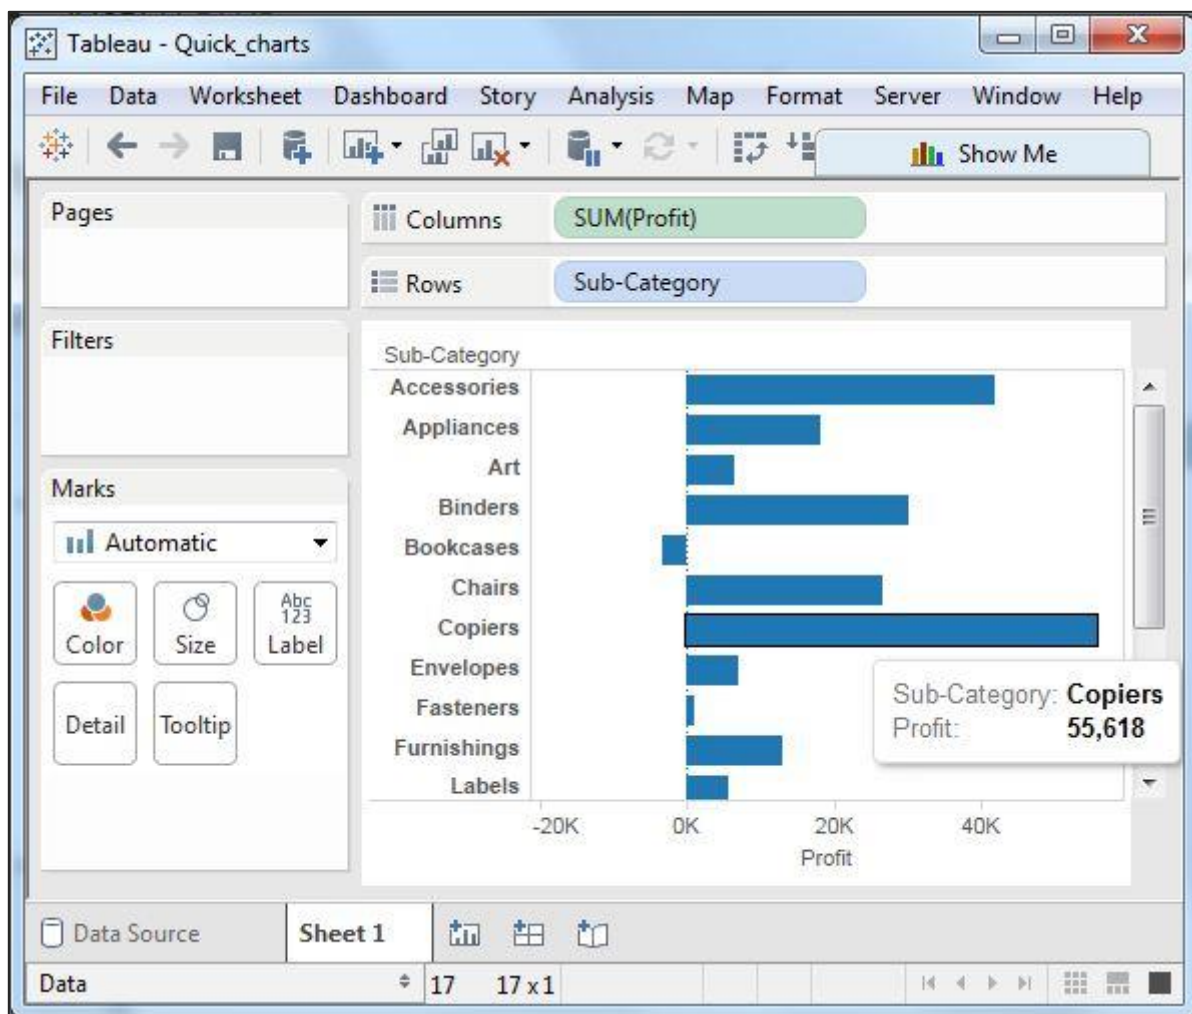 Tableau - Quick_charts
File Data Worksheet Dashboard Story Analysis Map Format Server Window Help
Show Me
Pages
Columns SUM(Profit)
Rows Sub-Category
Filters
Sub-Category
Accessories
Appliances
Art
Binders
Bookcases
Chairs
Copiers
Envelopes
Fasteners
Furnishings
Labels
Sub-Category: Copiers
Profit: 55,618
-20K 0K 20K 40K
Profit
Marks
Automatic
Color Size Abc 123 Label
Detail Tooltip
Data Source Sheet 1
Data 17 17 x 1